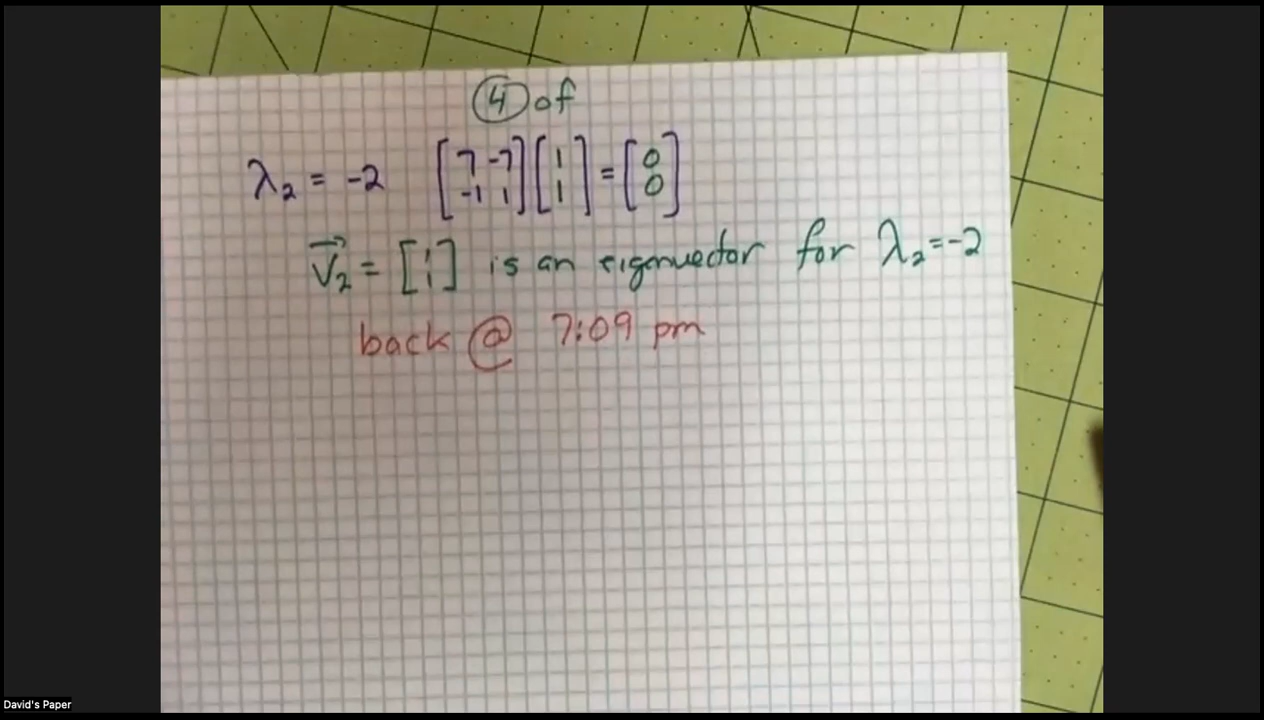 ④ of
λ₂ = -2 [7 -7; -1 1] [1; 1] = [0; 0]
v⃗₂ = [1; 1] is an eigenvector for λ₂ = -2
back @ 7:09 pm
David's Paper